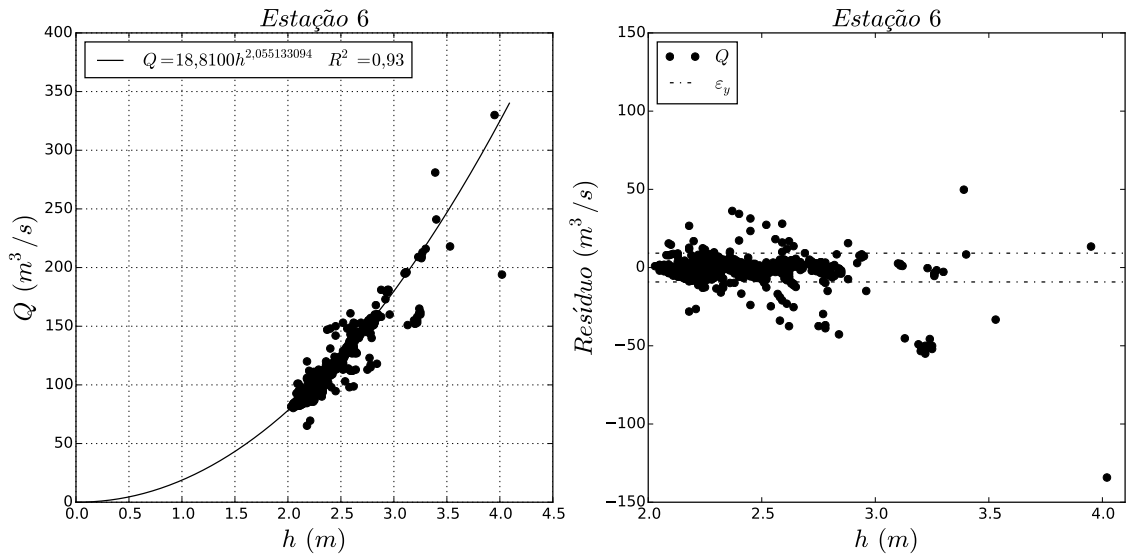 Estação 6
400
350
300
250
200
150
100
50
0
Q (m³/s)
Q=18,8100h^2,055133094 R² =0,93
0.0 0.5 1.0 1.5 2.0 2.5 3.0 3.5 4.0 4.5
h (m)
Estação 6
150
100
50
0
−50
−100
−150
Resíduo (m³/s)
Q
ε_y
2.0 2.5 3.0 3.5 4.0
h (m)